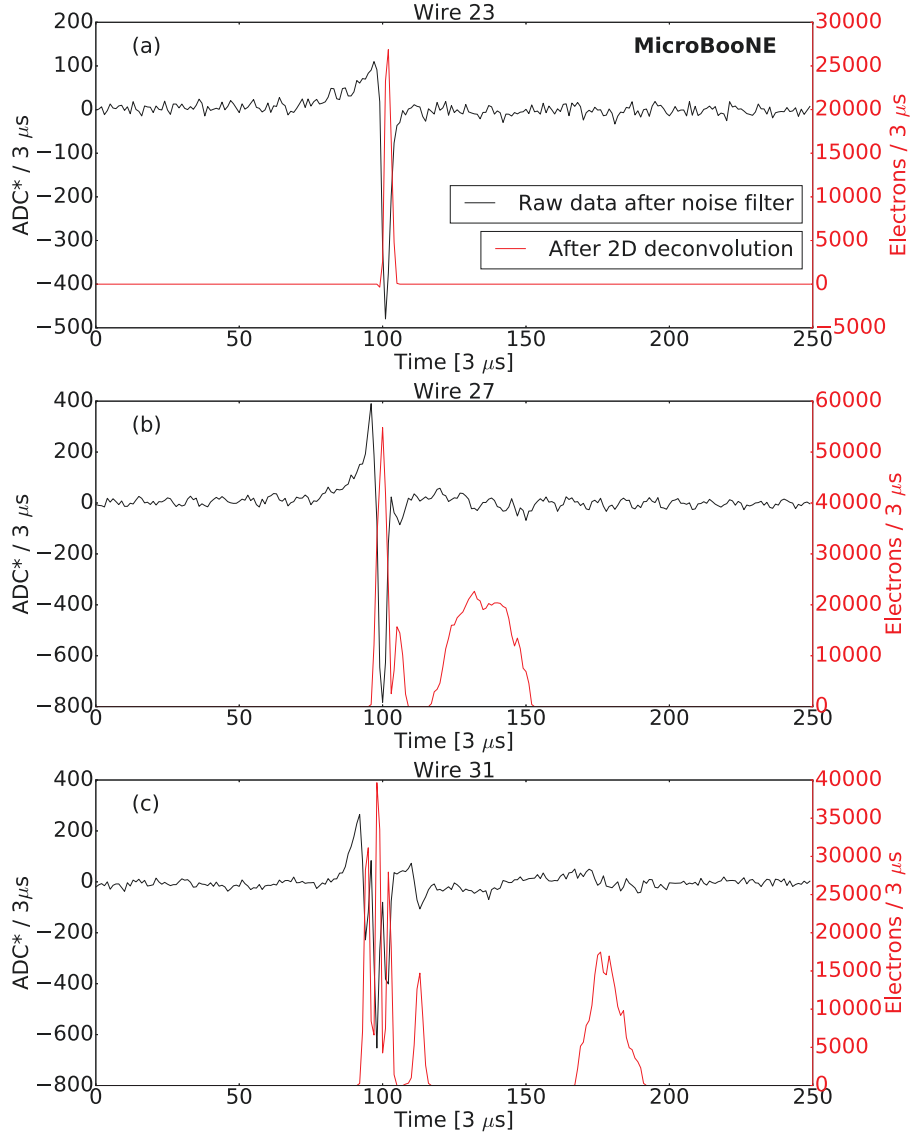 Wire 23
(a)
MicroBooNE
200
100
0
−100
−200
−300
−400
−500
ADC* / 3 μs
30000
25000
20000
15000
10000
5000
0
−5000
Electrons / 3 μs
Raw data after noise filter
After 2D deconvolution
0 50 100 150 200 250
Time [3 μs]
Wire 27
(b)
400
200
0
−200
−400
−600
−800
ADC* / 3 μs
60000
50000
40000
30000
20000
10000
0
Electrons / 3 μs
0 50 100 150 200 250
Time [3 μs]
Wire 31
(c)
400
200
0
−200
−400
−600
−800
ADC* / 3μs
40000
35000
30000
25000
20000
15000
10000
5000
0
Electrons / 3 μs
0 50 100 150 200 250
Time [3 μs]